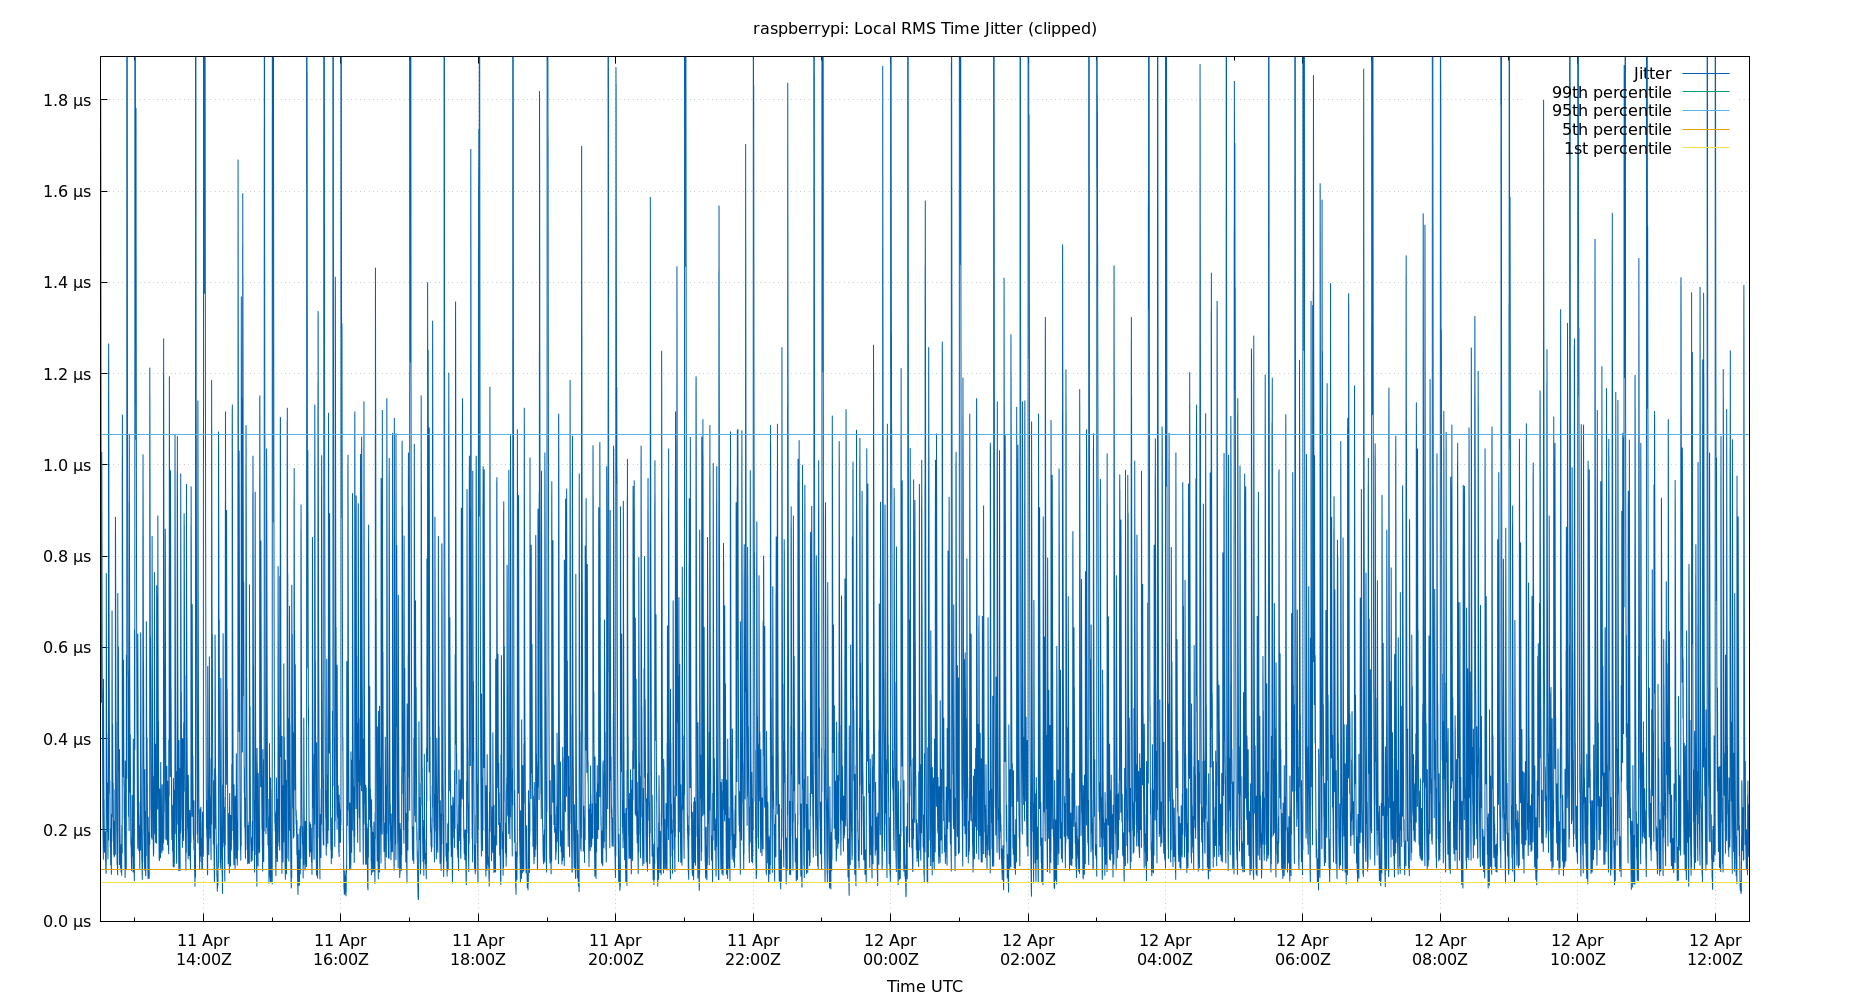 raspberrypi: Local RMS Time Jitter (clipped)
Jitter
99th percentile
95th percentile
5th percentile
1st percentile
1.8 µs
1.6 µs
1.4 µs
1.2 µs
1.0 µs
0.8 µs
0.6 µs
0.4 µs
0.2 µs
0.0 µs
11 Apr 11 Apr 11 Apr 11 Apr 11 Apr 12 Apr 12 Apr 12 Apr 12 Apr 12 Apr 12 Apr 12 Apr
14:00Z 16:00Z 18:00Z 20:00Z 22:00Z 00:00Z 02:00Z 04:00Z 06:00Z 08:00Z 10:00Z 12:00Z
Time UTC